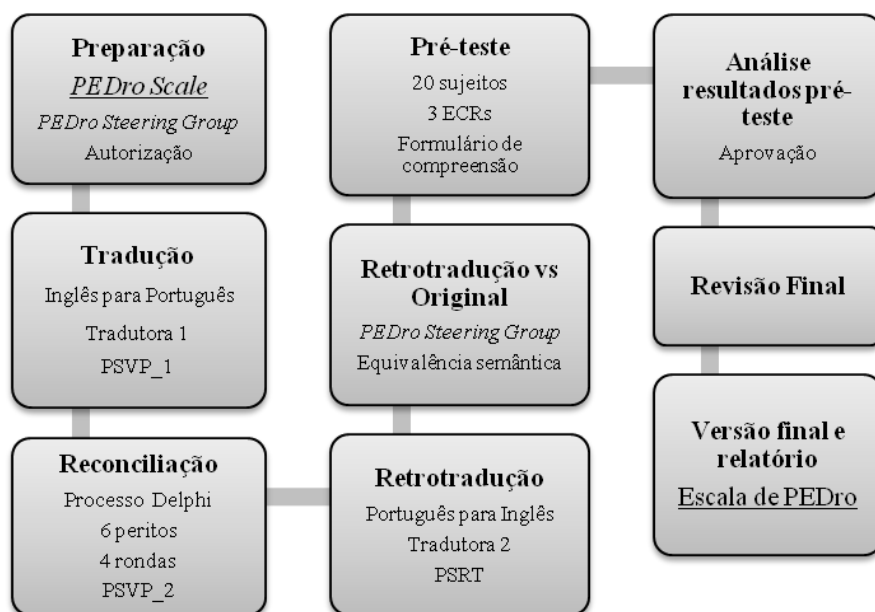 Preparação
PEDro Scale
PEDro Steering Group
Autorização
Tradução
Inglês para Português
Tradutora 1
PSVP_1
Reconciliação
Processo Delphi
6 peritos
4 rondas
PSVP_2
Retrotradução
Português para Inglês
Tradutora 2
PSRT
Retrotradução vs
Original
PEDro Steering Group
Equivalência semântica
Pré-teste
20 sujeitos
3 ECRs
Formulário de
compreensão
Análise
resultados pré-
teste
Aprovação
Revisão Final
Versão final e
relatório
Escala de PEDro